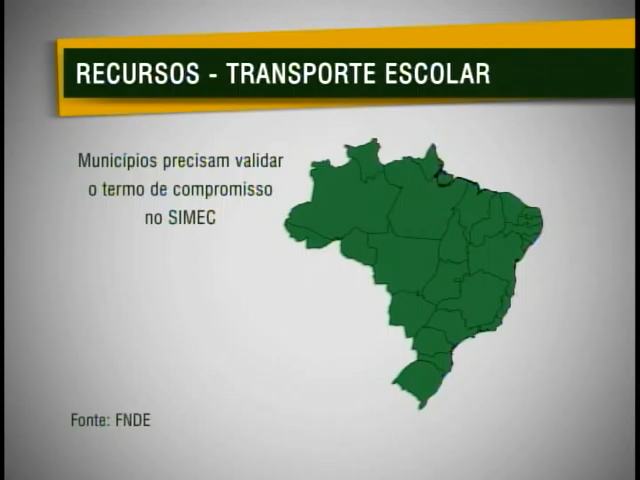 RECURSOS - TRANSPORTE ESCOLAR
Municípios precisam validar
o termo de compromisso
no SIMEC
Fonte: FNDE